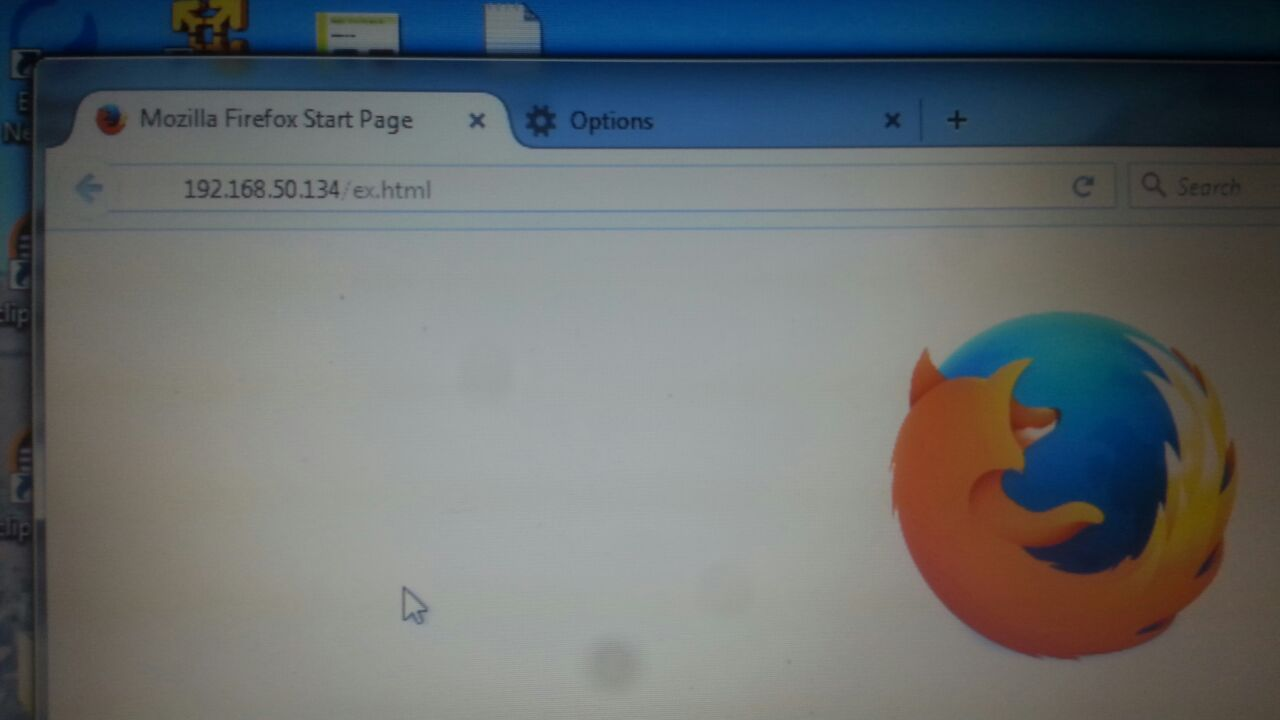 Mozilla Firefox Start Page
Options
192.168.50.134/ex.html
Search